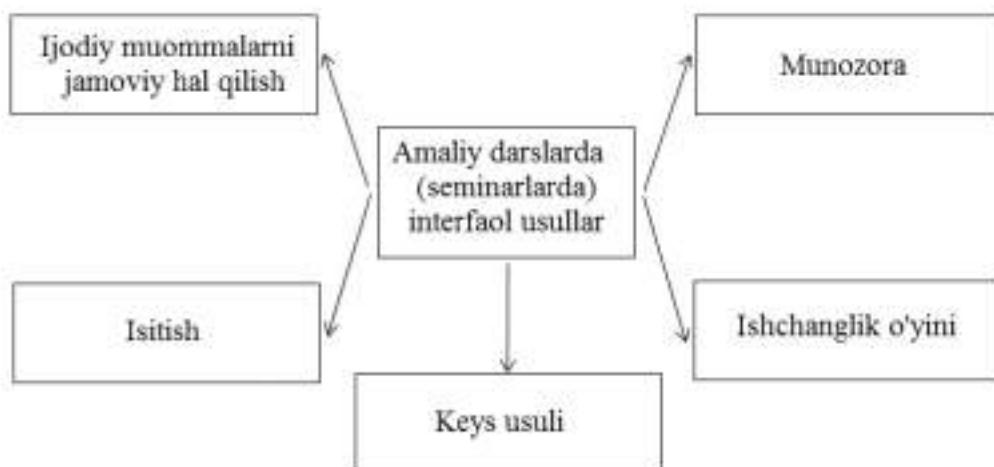 Ijodiy muommalarni
jamoviy hal qilish
Munozora
Amaliy darslarda
(seminarlarda)
interfaol usullar
Isitish
Ishchanglik o'yini
Keys usuli